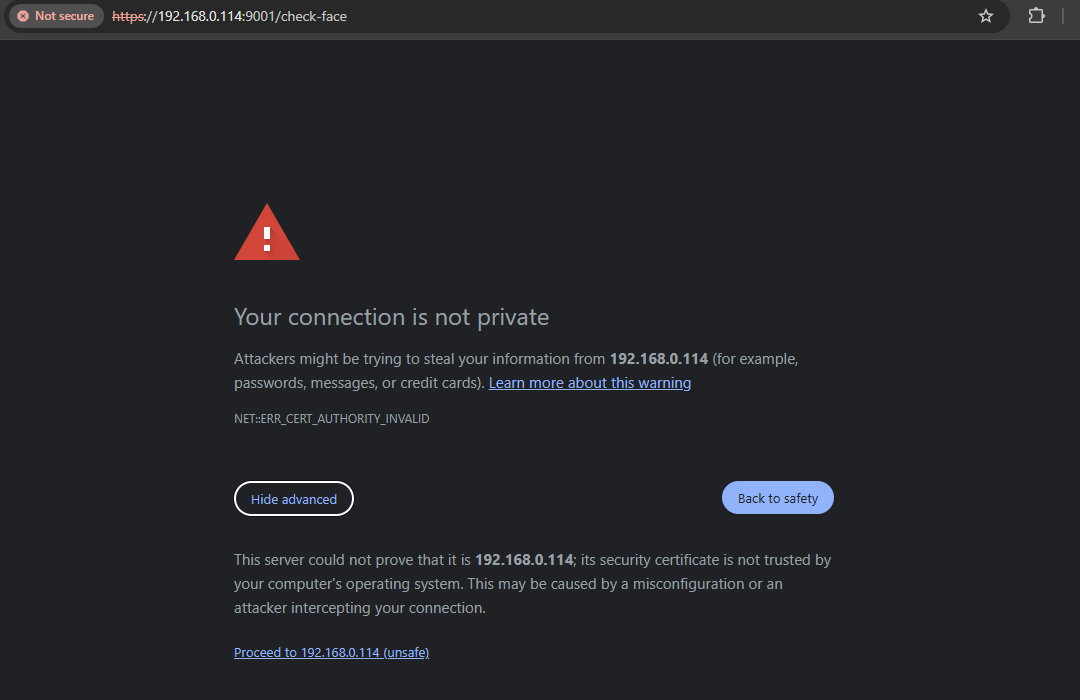 Not secure https://192.168.0.114:9001/check-face
Your connection is not private
Attackers might be trying to steal your information from 192.168.0.114 (for example,
passwords, messages, or credit cards). Learn more about this warning
NET::ERR_CERT_AUTHORITY_INVALID
Hide advanced Back to safety
This server could not prove that it is 192.168.0.114; its security certificate is not trusted by
your computer's operating system. This may be caused by a misconfiguration or an
attacker intercepting your connection.
Proceed to 192.168.0.114 (unsafe)